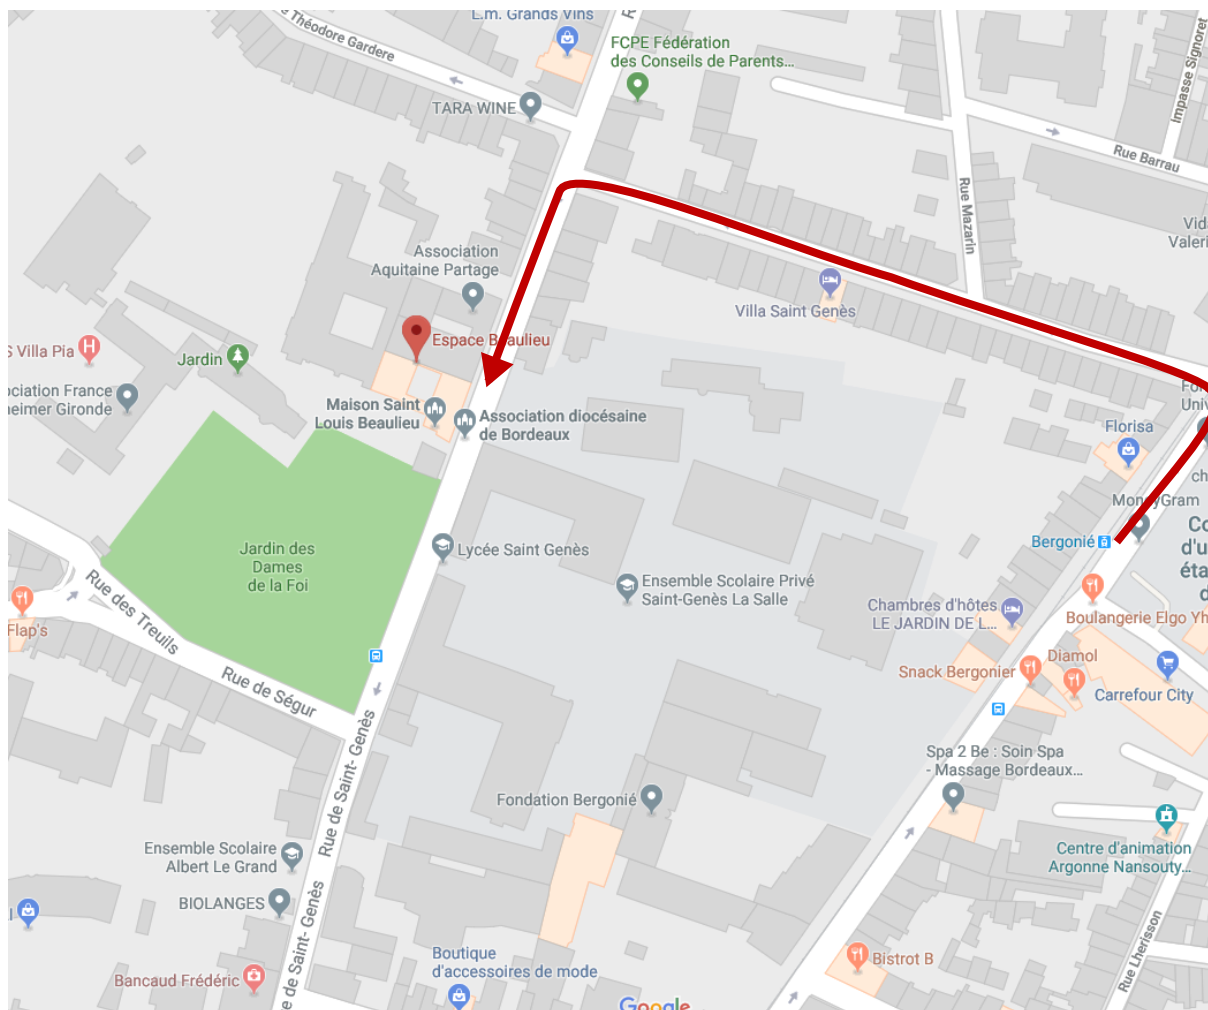 L.m. Grands Vins
Théodore Gardere
FCPE Fédération
des Conseils de Parents...
TARA WINE
Impasse Signoret
Rue Barrau
Rue Mazarin
Association
Aquitaine Partage
Villa Saint Genès
Espace B aulieu
S Villa Pia
Jardin
Maison Saint
Louis Beaulieu
Association diocésaine
de Bordeaux
Florisa
MoneyGram
Bergonié
Jardin des
Dames
de la Foi
Lycée Saint Genès
Ensemble Scolaire Privé
Saint-Genès La Salle
Chambres d'hôtes
LE JARDIN DE L...
Boulangerie Elgo Yh
Flap's
Rue des Treuils
Rue de Ségur
Snack Bergonier
Diamol
Carrefour City
Rue de Saint- Genès
Spa 2 Be : Soin Spa
- Massage Bordeaux...
Fondation Bergonié
Ensemble Scolaire
Albert Le Grand
Centre d'animation
Argonne Nansouty...
BIOLANGES
e de Saint- Genès
Rue Lherisson
Bancaud Frédéric
Boutique
d'accessoires de mode
Bistrot B
Google